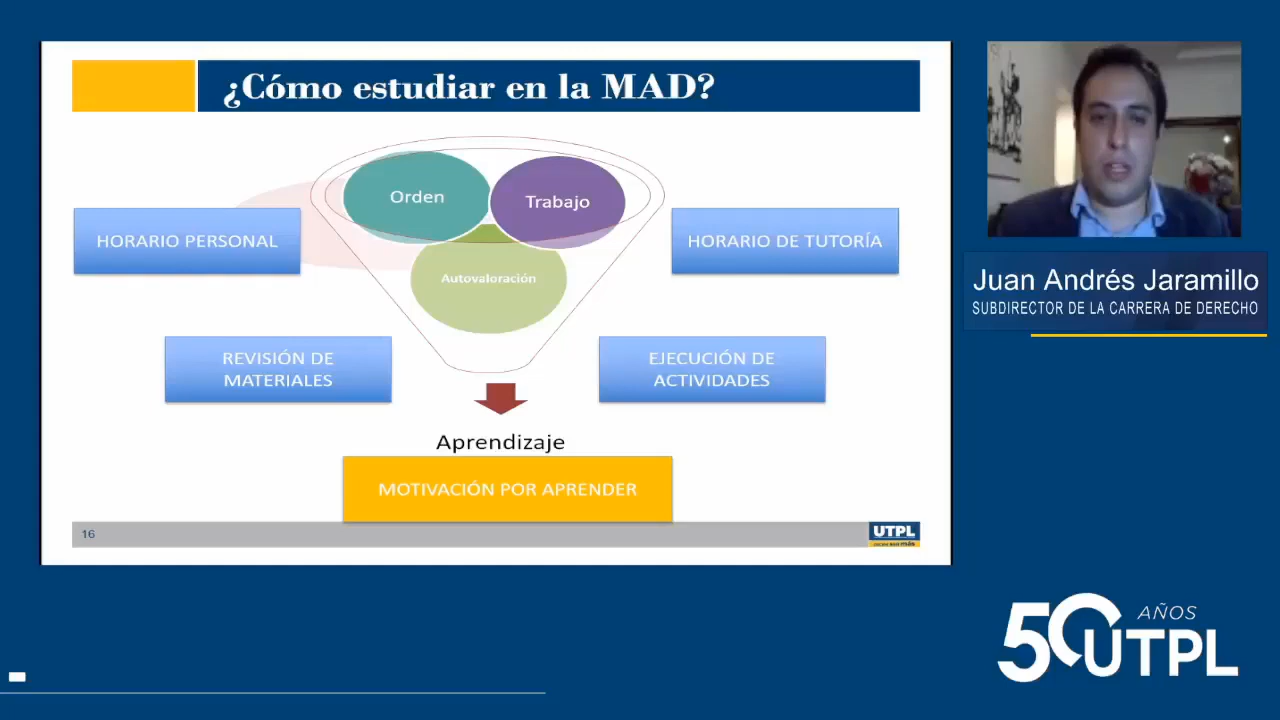 ¿Cómo estudiar en la MAD?
Orden
Trabajo
Autovaloración
HORARIO PERSONAL
HORARIO DE TUTORÍA
REVISIÓN DE
MATERIALES
EJECUCIÓN DE
ACTIVIDADES
Aprendizaje
MOTIVACIÓN POR APRENDER
16
UTPL
Juan Andrés Jaramillo
SUBDIRECTOR DE LA CARRERA DE DERECHO
50 AÑOS
UTPL